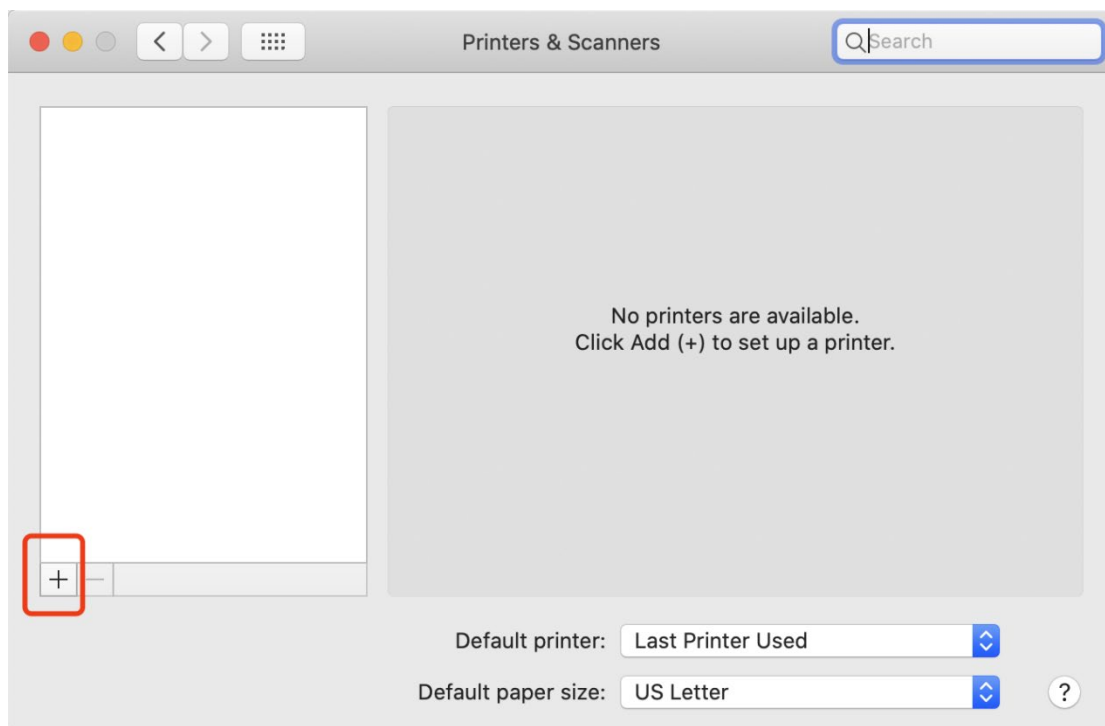 Printers & Scanners
Search
No printers are available.
Click Add (+) to set up a printer.
+ −
Default printer: Last Printer Used
Default paper size: US Letter
?